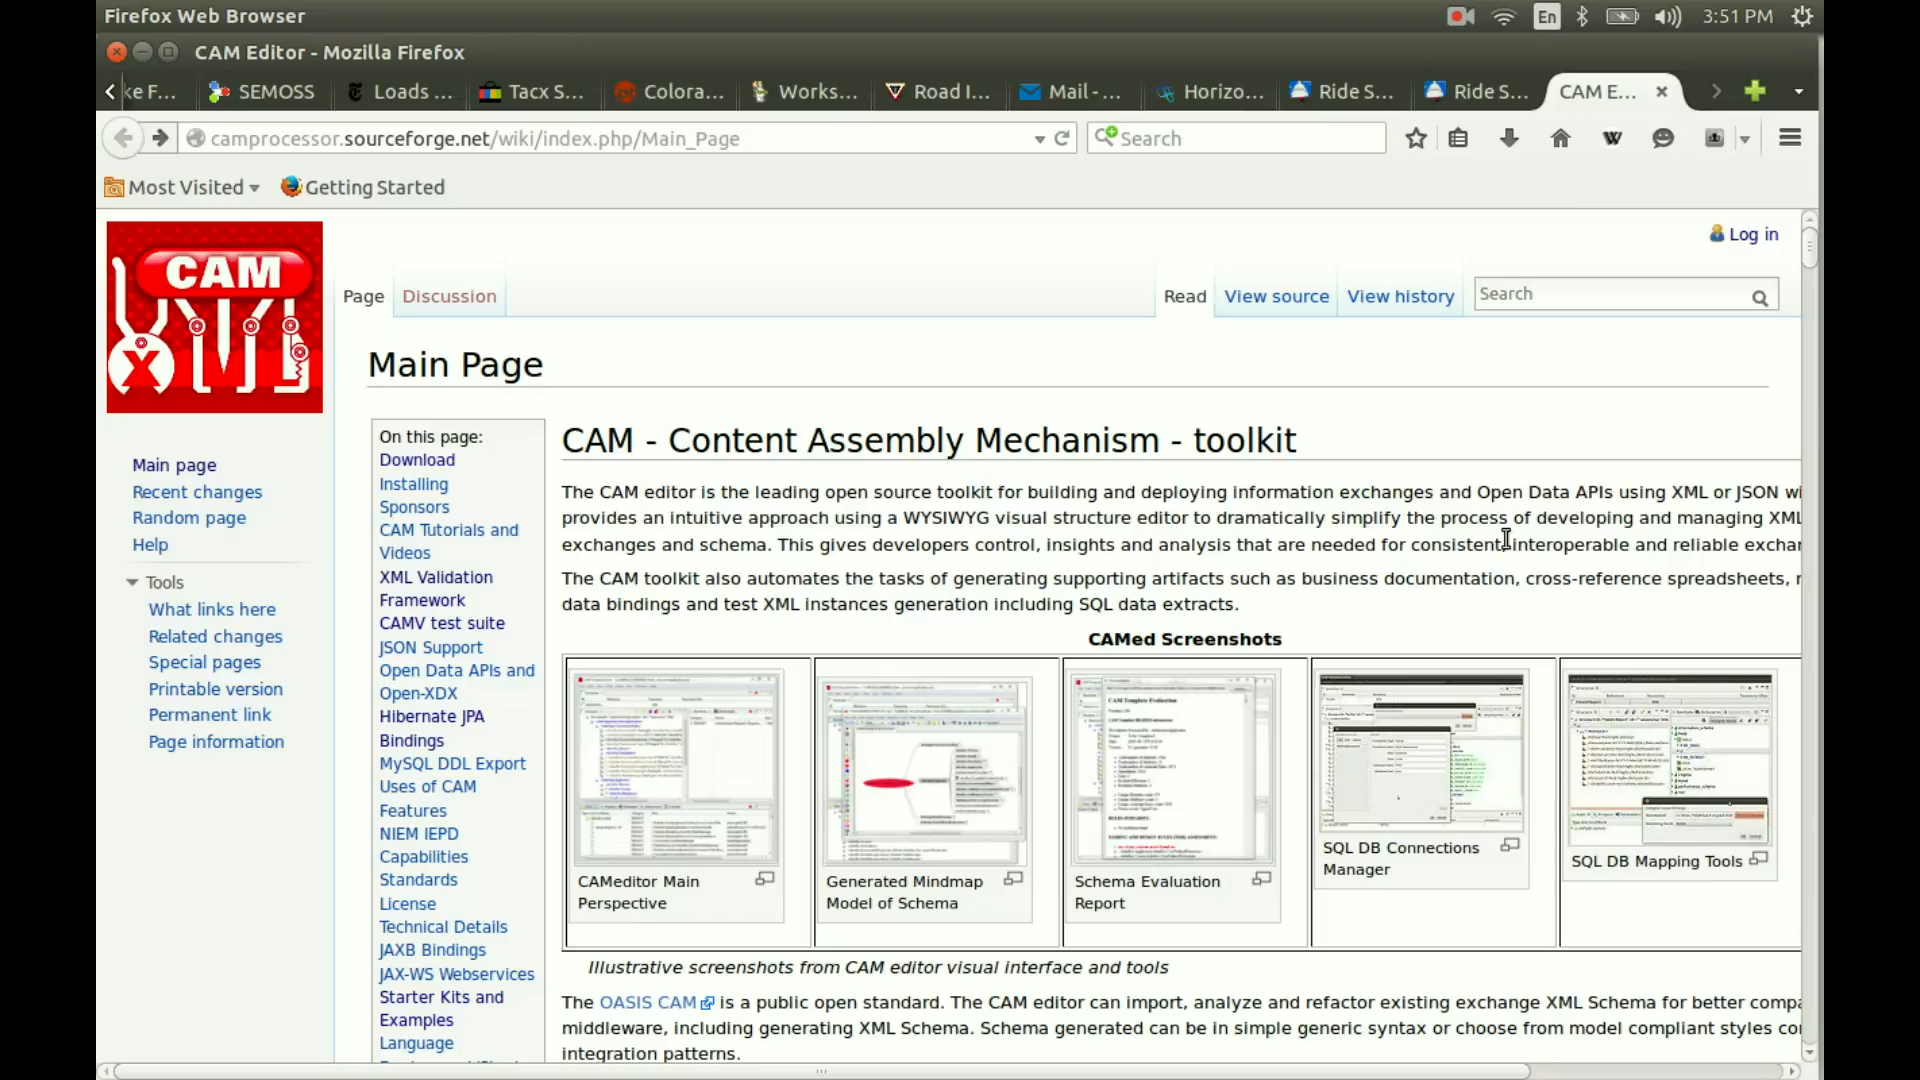 Firefox Web Browser
En
3:51 PM
CAM Editor - Mozilla Firefox
ke F...
SEMOSS
Loads ...
Tacx S...
Colora...
Works...
Road I...
Mail - ...
Horizo...
Ride S...
Ride S...
CAM E...
camprocessor.sourceforge.net/wiki/index.php/Main_Page
Search
W
Most Visited
Getting Started
CAM
XML
Log in
Page
Discussion
Read
View source
View history
Search
Main Page
Main page
Recent changes
Random page
Help
Tools
What links here
Related changes
Special pages
Printable version
Permanent link
Page information
On this page:
Download
Installing
Sponsors
CAM Tutorials and
Videos
XML Validation
Framework
CAMV test suite
JSON Support
Open Data APIs and
Open-XDX
Hibernate JPA
Bindings
MySQL DDL Export
Uses of CAM
Features
NIEM IEPD
Capabilities
Standards
License
Technical Details
JAXB Bindings
JAX-WS Webservices
Starter Kits and
Examples
Language
CAM - Content Assembly Mechanism - toolkit
The CAM editor is the leading open source toolkit for building and deploying information exchanges and Open Data APIs using XML or JSON wi
provides an intuitive approach using a WYSIWYG visual structure editor to dramatically simplify the process of developing and managing XML
exchanges and schema. This gives developers control, insights and analysis that are needed for consistent, interoperable and reliable exchar
The CAM toolkit also automates the tasks of generating supporting artifacts such as business documentation, cross-reference spreadsheets, r
data bindings and test XML instances generation including SQL data extracts.
CAMed Screenshots
CAM Template Evaluation
CAMeditor Main
Perspective
Generated Mindmap
Model of Schema
Schema Evaluation
Report
SQL DB Connections
Manager
SQL DB Mapping Tools
Illustrative screenshots from CAM editor visual interface and tools
The OASIS CAM is a public open standard. The CAM editor can import, analyze and refactor existing exchange XML Schema for better compa
middleware, including generating XML Schema. Schema generated can be in simple generic syntax or choose from model compliant styles co
integration patterns.